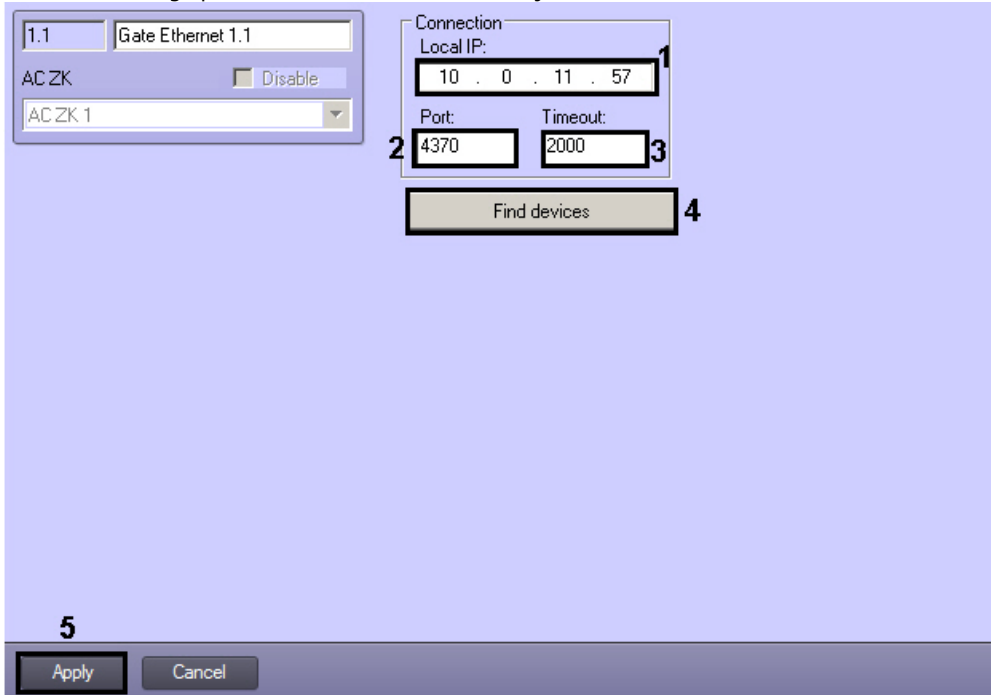 1.1
Gate Ethernet 1.1
AC ZK
Disable
AC ZK 1
Connection
Local IP:
1
10 . 0 . 11 . 57
Port:
Timeout:
2
4370
2000
3
Find devices
4
5
Apply
Cancel